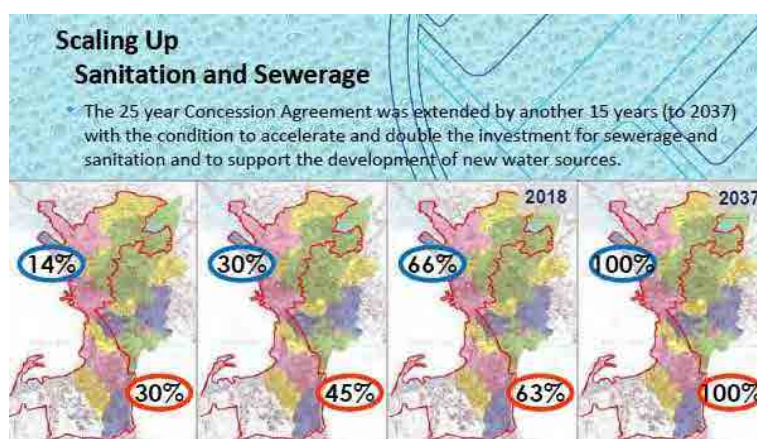 Scaling Up
Sanitation and Sewerage
The 25 year Concession Agreement was extended by another 15 years (to 2037)
with the condition to accelerate and double the investment for sewerage and
sanitation and to support the development of new water sources.
2018
2037
14%
30%
66%
100%
30%
45%
63%
100%